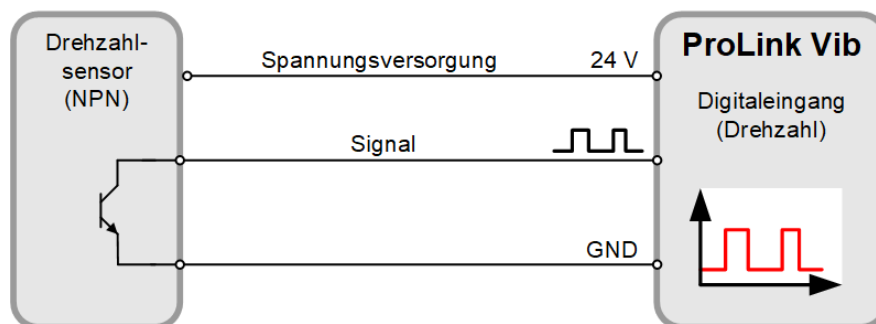 Drehzahl-
sensor
(NPN)
Spannungsversorgung
24 V
Signal
GND
ProLink Vib
Digitaleingang
(Drehzahl)